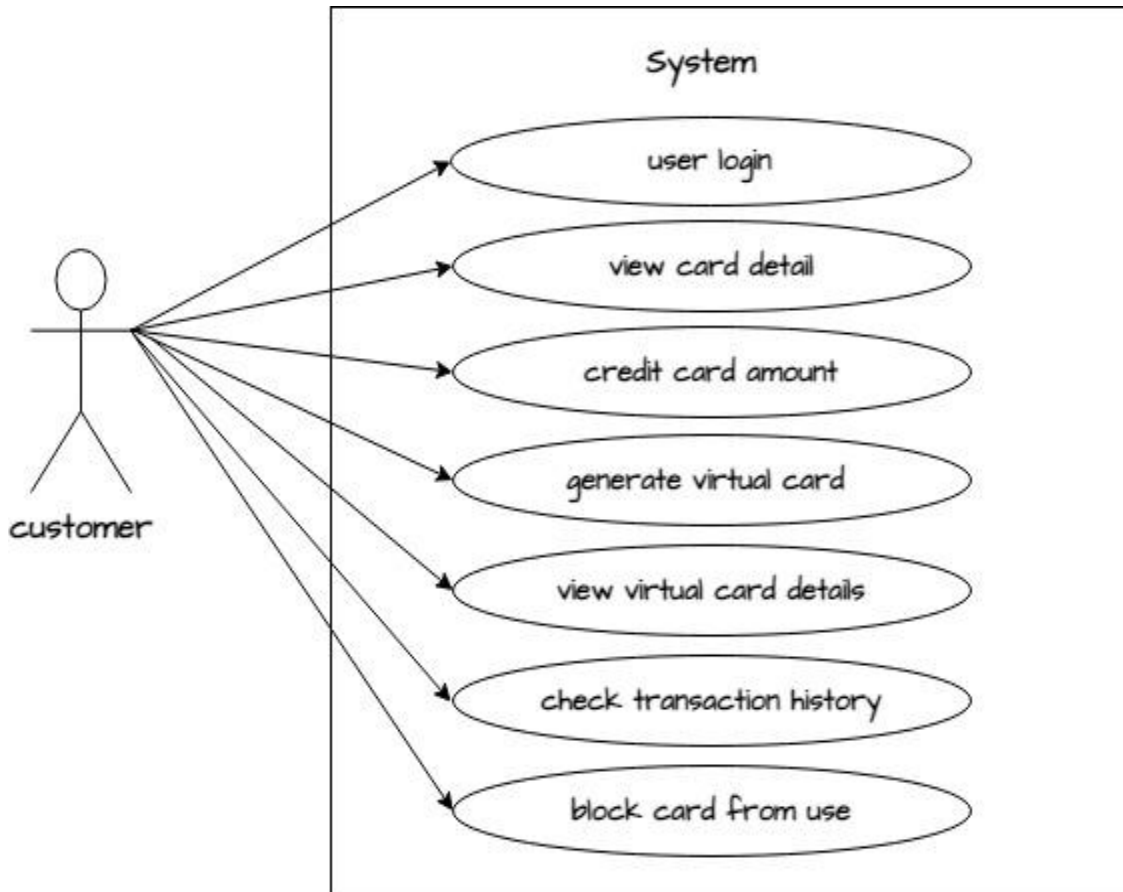 System
user login
view card detail
credit card amount
generate virtual card
view virtual card details
check transaction history
block card from use
customer